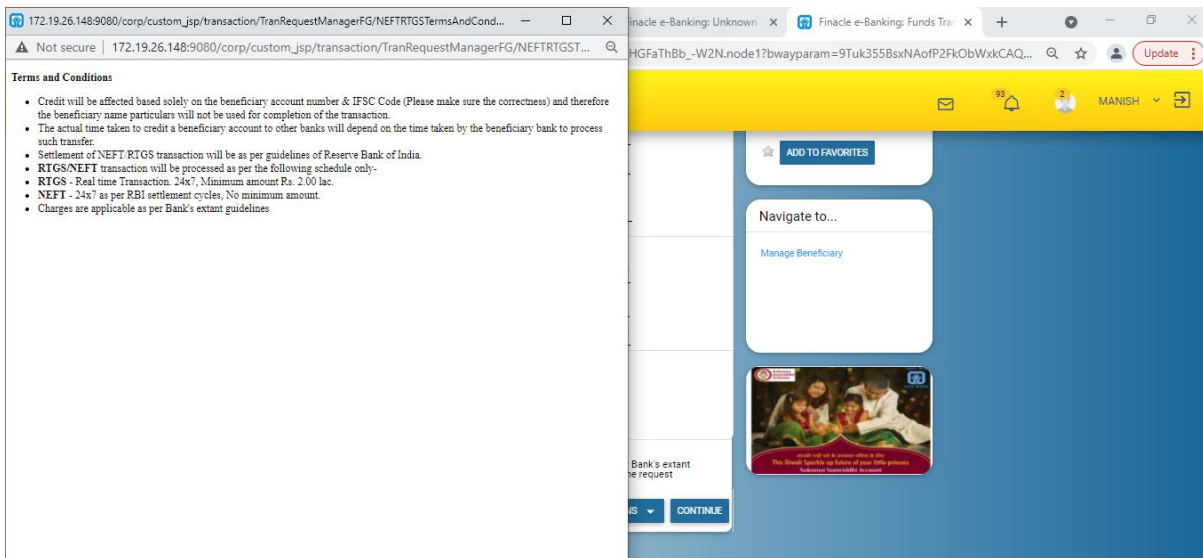 172.19.26.148:9080/corp/custom_jsp/transaction/TranRequestManagerFG/NEFTRTGSTermsAndCond...
Not secure | 172.19.26.148:9080/corp/custom_jsp/transaction/TranRequestManagerFG/NEFTRTGST...
Terms and Conditions
• Credit will be affected based solely on the beneficiary account number & IFSC Code (Please make sure the correctness) and therefore
the beneficiary name particulars will not be used for completion of the transaction.
• The actual time taken to credit a beneficiary account to other banks will depend on the time taken by the beneficiary bank to process
such transfer.
• Settlement of NEFT/RTGS transaction will be as per guidelines of Reserve Bank of India.
• RTGS/NEFT transaction will be processed as per the following schedule only-
• RTGS - Real time Transaction. 24x7, Minimum amount Rs. 2.00 lac.
• NEFT - 24x7 as per RBI settlement cycles, No minimum amount.
• Charges are applicable as per Bank's extant guidelines
inacle e-Banking: Unknown
Finacle e-Banking: Funds Tran
HGFaThBb_-W2N.node1?bwayparam=9Tuk355BsxNAofP2FkObWxkCAQ...
Update
93
2
MANISH
ADD TO FAVORITES
Navigate to...
Manage Beneficiary
This Diwali Sparkle up future of your little princess
Sukanya Samriddhi Account
Bank's extant
he request
NS
CONTINUE